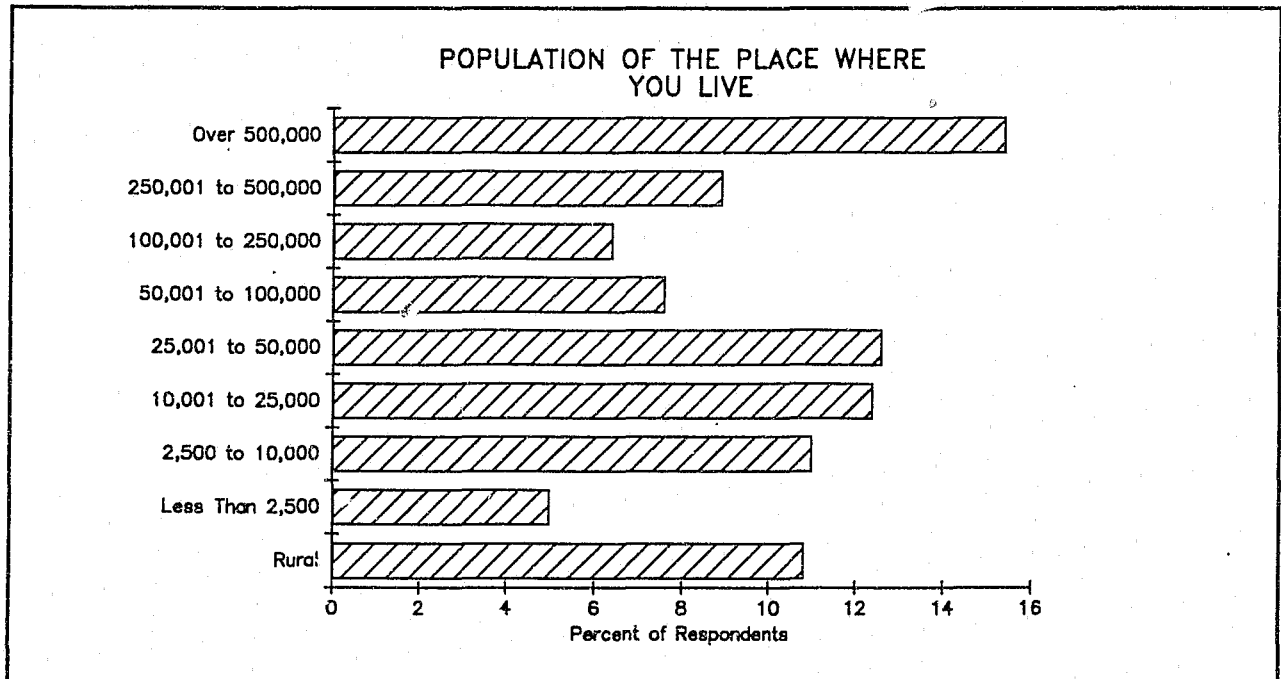 POPULATION OF THE PLACE WHERE
YOU LIVE
Over 500,000
250,001 to 500,000
100,001 to 250,000
50,001 to 100,000
25,001 to 50,000
10,001 to 25,000
2,500 to 10,000
Less Than 2,500
Rural
0 2 4 6 8 10 12 14 16
Percent of Respondents